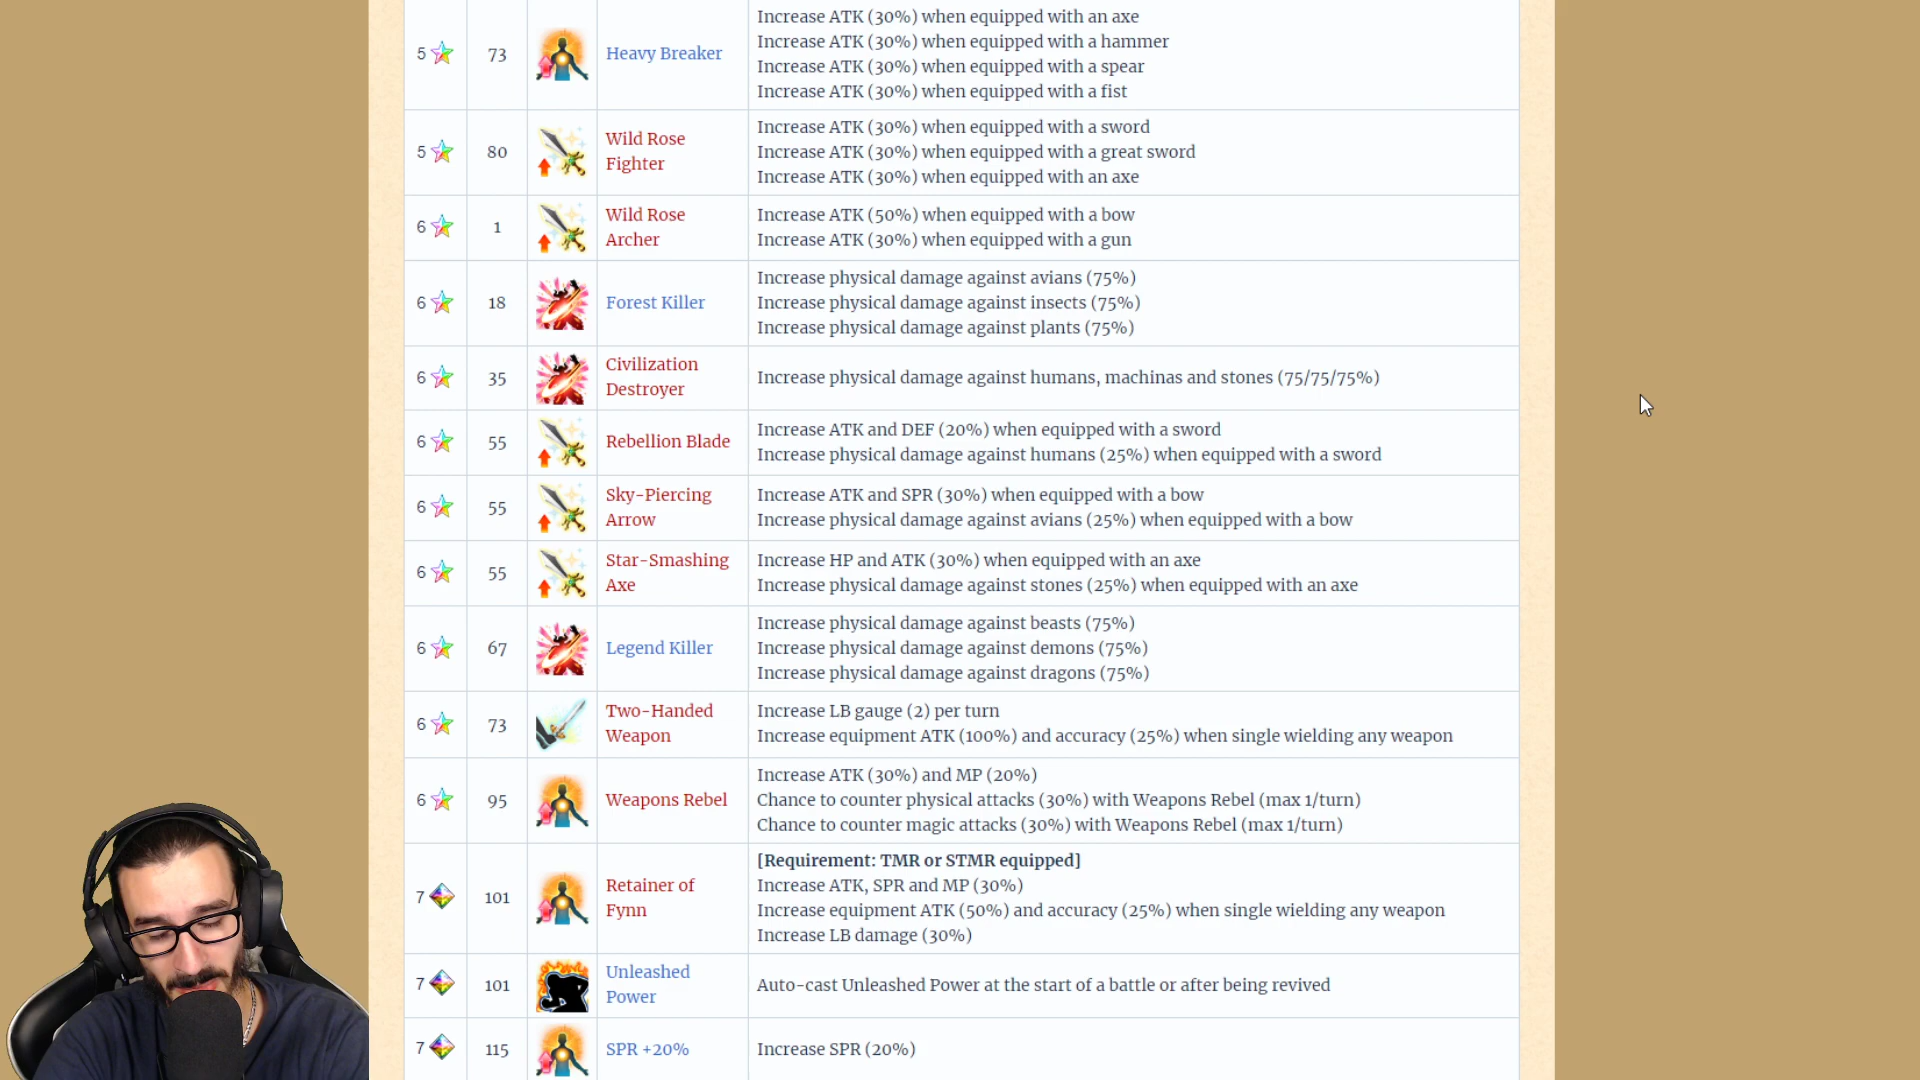 Increase ATK (30%) when equipped with an axe
5 73 Heavy Breaker Increase ATK (30%) when equipped with a hammer
Increase ATK (30%) when equipped with a spear
Increase ATK (30%) when equipped with a fist
5 80 Wild Rose Fighter
Increase ATK (30%) when equipped with a sword
Increase ATK (30%) when equipped with a great sword
Increase ATK (30%) when equipped with an axe
6 1 Wild Rose Archer
Increase ATK (50%) when equipped with a bow
Increase ATK (30%) when equipped with a gun
6 18 Forest Killer
Increase physical damage against avians (75%)
Increase physical damage against insects (75%)
Increase physical damage against plants (75%)
6 35 Civilization Destroyer
Increase physical damage against humans, machinas and stones (75/75/75%)
6 55 Rebellion Blade
Increase ATK and DEF (20%) when equipped with a sword
Increase physical damage against humans (25%) when equipped with a sword
6 55 Sky-Piercing Arrow
Increase ATK and SPR (30%) when equipped with a bow
Increase physical damage against avians (25%) when equipped with a bow
6 55 Star-Smashing Axe
Increase HP and ATK (30%) when equipped with an axe
Increase physical damage against stones (25%) when equipped with an axe
6 67 Legend Killer
Increase physical damage against beasts (75%)
Increase physical damage against demons (75%)
Increase physical damage against dragons (75%)
6 73 Two-Handed Weapon
Increase LB gauge (2) per turn
Increase equipment ATK (100%) and accuracy (25%) when single wielding any weapon
6 95 Weapons Rebel
Increase ATK (30%) and MP (20%)
Chance to counter physical attacks (30%) with Weapons Rebel (max 1/turn)
Chance to counter magic attacks (30%) with Weapons Rebel (max 1/turn)
7 101 Retainer of Fynn
[Requirement: TMR or STMR equipped]
Increase ATK, SPR and MP (30%)
Increase equipment ATK (50%) and accuracy (25%) when single wielding any weapon
Increase LB damage (30%)
7 101 Unleashed Power
Auto-cast Unleashed Power at the start of a battle or after being revived
7 115 SPR +20%
Increase SPR (20%)